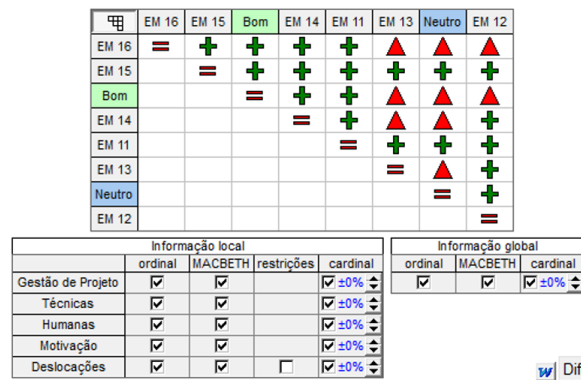 EM 16 EM 15 Bom EM 14 EM 11 EM 13 Neutro EM 12
EM 16
EM 15
Bom
EM 14
EM 11
EM 13
Neutro
EM 12
Informação local
ordinal MACBETH restrições cardinal
Gestão de Projeto ±0%
Técnicas ±0%
Humanas ±0%
Motivação ±0%
Deslocações ±0%
Informação global
ordinal MACBETH cardinal
±0%
W Dif